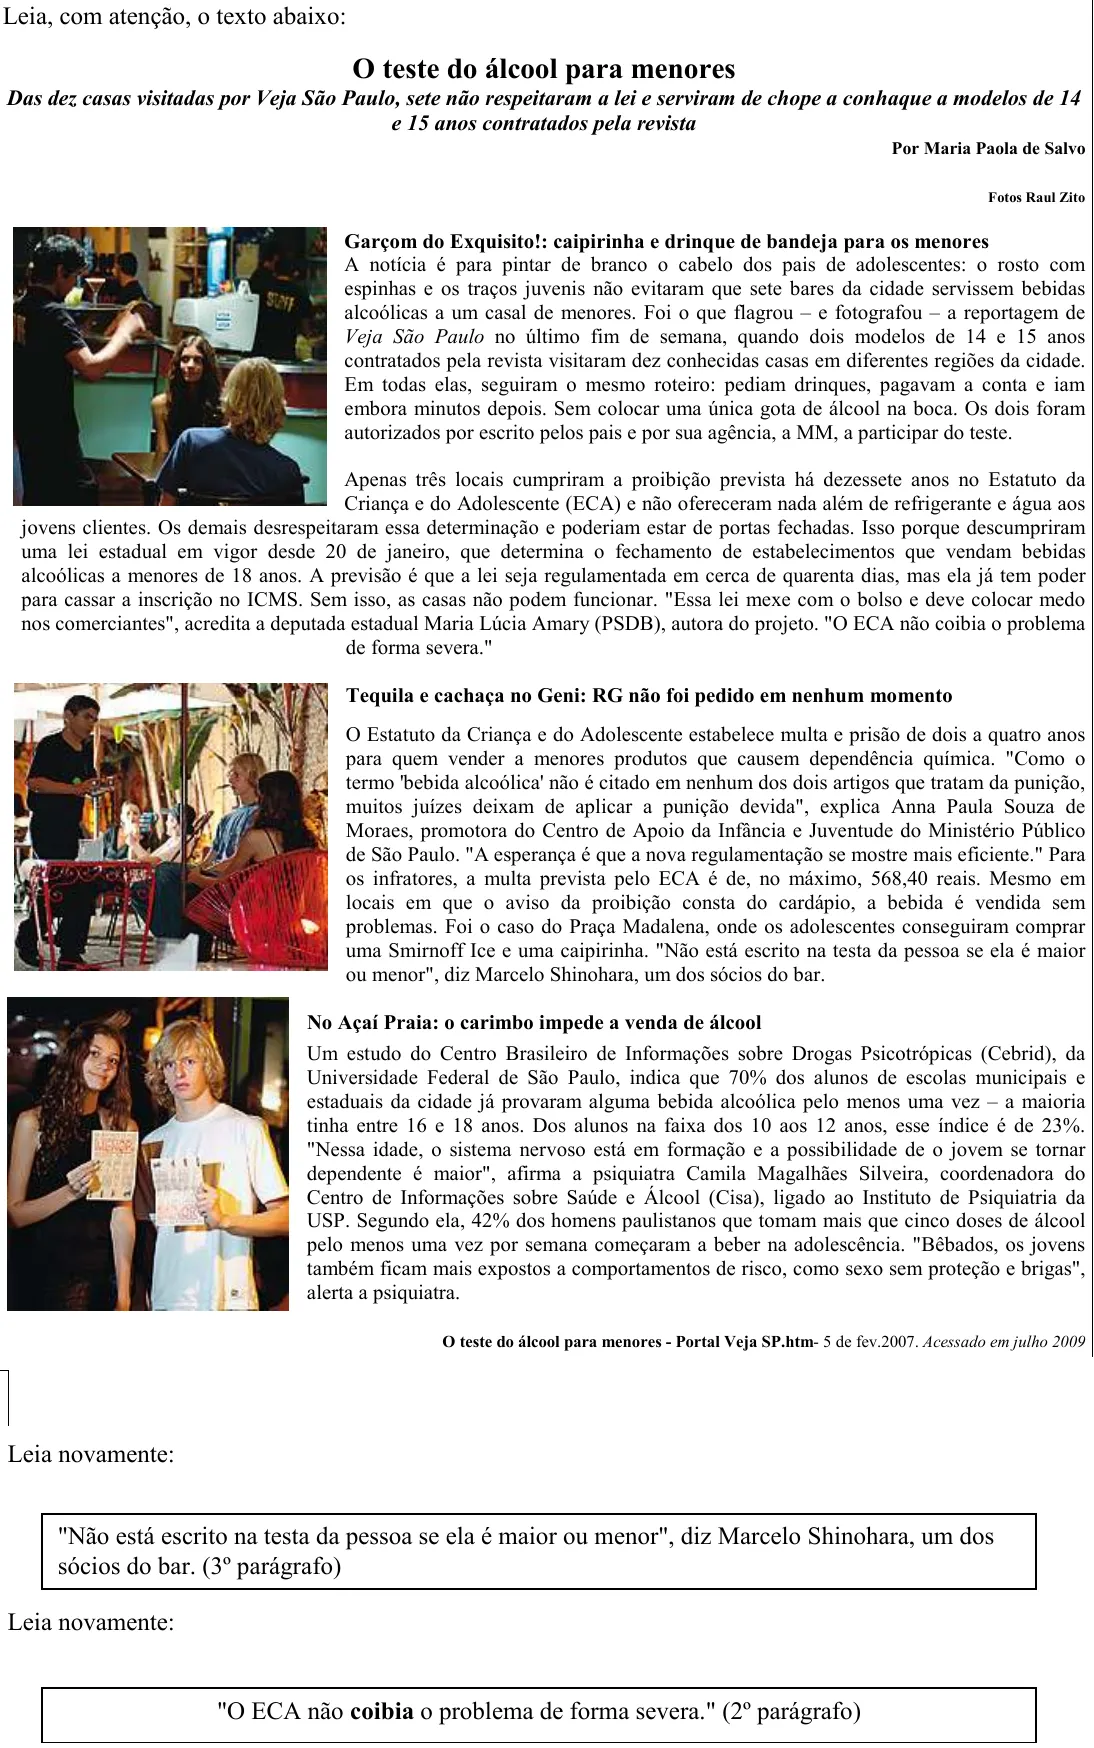 Leia, com atenção, o texto abaixo:
O teste do álcool para menores
Das dez casas visitadas por Veja São Paulo, sete não respeitaram a lei e serviram de chope a conhaque a modelos de 14
e 15 anos contratados pela revista
Por Maria Paola de Salvo
Fotos Raul Zito
Garçom do Exquisito!: caipirinha e drinque de bandeja para os menores
A notícia é para pintar de branco o cabelo dos pais de adolescentes: o rosto com
espinhas e os traços juvenis não evitaram que sete bares da cidade servissem bebidas
alcoólicas a um casal de menores. Foi o que flagrou – e fotografou – a reportagem de
Veja São Paulo no último fim de semana, quando dois modelos de 14 e 15 anos
contratados pela revista visitaram dez conhecidas casas em diferentes regiões da cidade.
Em todas elas, seguiram o mesmo roteiro: pediam drinques, pagavam a conta e iam
embora minutos depois. Sem colocar uma única gota de álcool na boca. Os dois foram
autorizados por escrito pelos pais e por sua agência, a MM, a participar do teste.
Apenas três locais cumpriram a proibição prevista há dezessete anos no Estatuto da
Criança e do Adolescente (ECA) e não ofereceram nada além de refrigerante e água aos
jovens clientes. Os demais desrespeitaram essa determinação e poderiam estar de portas fechadas. Isso porque descumpriram
uma lei estadual em vigor desde 20 de janeiro, que determina o fechamento de estabelecimentos que vendam bebidas
alcoólicas a menores de 18 anos. A previsão é que a lei seja regulamentada em cerca de quarenta dias, mas ela já tem poder
para cassar a inscrição no ICMS. Sem isso, as casas não podem funcionar. "Essa lei mexe com o bolso e deve colocar medo
nos comerciantes", acredita a deputada estadual Maria Lúcia Amary (PSDB), autora do projeto. "O ECA não coibia o problema
de forma severa."
Tequila e cachaça no Geni: RG não foi pedido em nenhum momento
O Estatuto da Criança e do Adolescente estabelece multa e prisão de dois a quatro anos
para quem vender a menores produtos que causem dependência química. "Como o
termo 'bebida alcoólica' não é citado em nenhum dos dois artigos que tratam da punição,
muitos juízes deixam de aplicar a punição devida", explica Anna Paula Souza de
Moraes, promotora do Centro de Apoio da Infância e Juventude do Ministério Público
de São Paulo. "A esperança é que a nova regulamentação se mostre mais eficiente." Para
os infratores, a multa prevista pelo ECA é de, no máximo, 568,40 reais. Mesmo em
locais em que o aviso da proibição consta do cardápio, a bebida é vendida sem
problemas. Foi o caso do Praça Madalena, onde os adolescentes conseguiram comprar
uma Smirnoff Ice e uma caipirinha. "Não está escrito na testa da pessoa se ela é maior
ou menor", diz Marcelo Shinohara, um dos sócios do bar.
No Açaí Praia: o carimbo impede a venda de álcool
Um estudo do Centro Brasileiro de Informações sobre Drogas Psicotrópicas (Cebrid), da
Universidade Federal de São Paulo, indica que 70% dos alunos de escolas municipais e
estaduais da cidade já provaram alguma bebida alcoólica pelo menos uma vez – a maioria
tinha entre 16 e 18 anos. Dos alunos na faixa dos 10 aos 12 anos, esse índice é de 23%.
"Nessa idade, o sistema nervoso está em formação e a possibilidade de o jovem se tornar
dependente é maior", afirma a psiquiatra Camila Magalhães Silveira, coordenadora do
Centro de Informações sobre Saúde e Álcool (Cisa), ligado ao Instituto de Psiquiatria da
USP. Segundo ela, 42% dos homens paulistanos que tomam mais que cinco doses de álcool
pelo menos uma vez por semana começaram a beber na adolescência. "Bêbados, os jovens
também ficam mais expostos a comportamentos de risco, como sexo sem proteção e brigas",
alerta a psiquiatra.
O teste do álcool para menores - Portal Veja SP.htm- 5 de fev.2007. Acessado em julho 2009
Leia novamente:
"Não está escrito na testa da pessoa se ela é maior ou menor", diz Marcelo Shinohara, um dos
sócios do bar. (3º parágrafo)
Leia novamente:
"O ECA não coibia o problema de forma severa." (2º parágrafo)